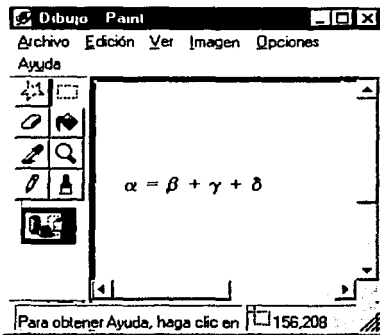 Dibujo Paint
Archivo Edición Ver Imagen Opciones
Ayuda
α = β + γ + δ
Para obtener Ayuda, haga clic en 156,208